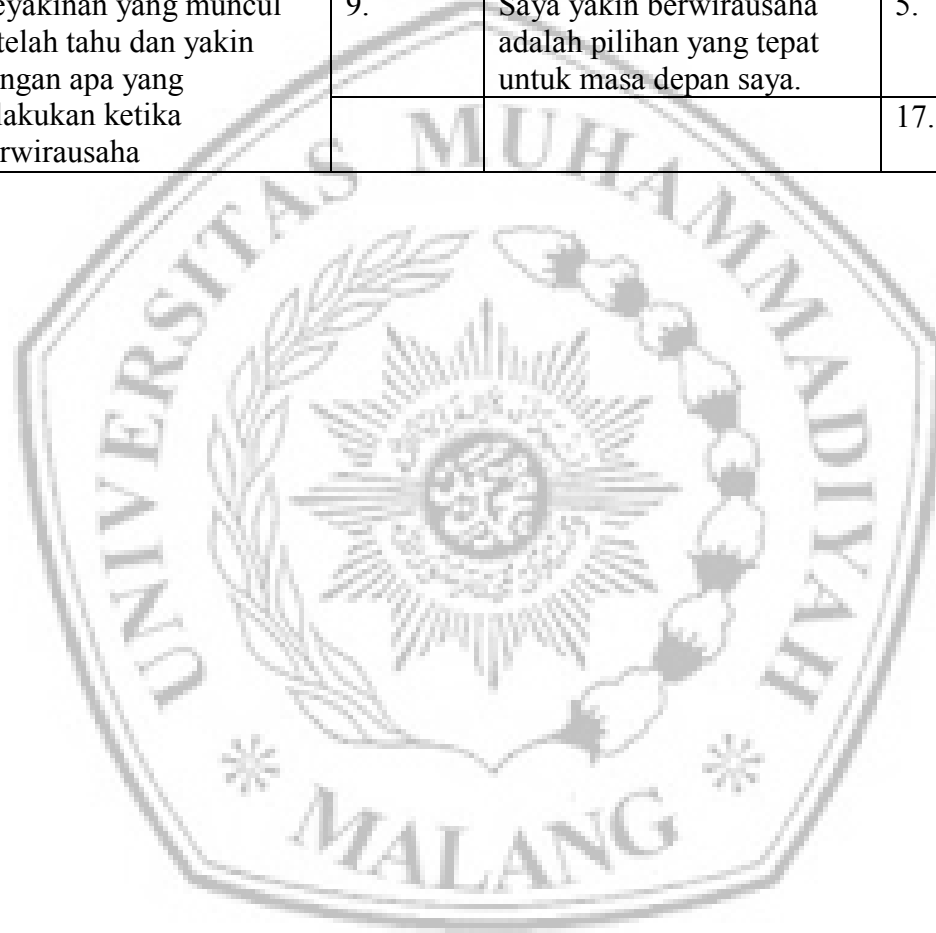 eyakinan yang muncul
telah tahu dan yakin
ngan apa yang
lakukan ketika
rwirausaha
9.
Saya yakin berwirausaha
adalah pilihan yang tepat
untuk masa depan saya.
5.
17.
UNIVERSITAS MUHAMMADIYAH
MALANG